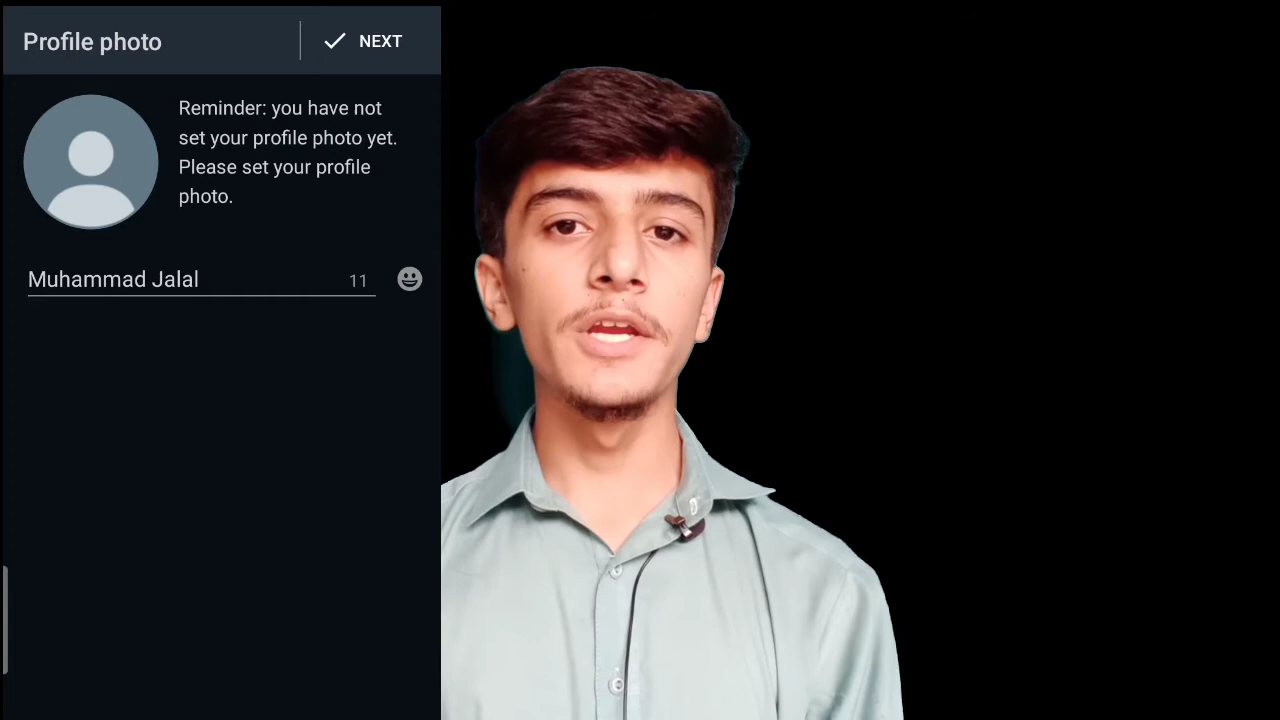 Profile photo
NEXT
Reminder: you have not
set your profile photo yet.
Please set your profile
photo.
Muhammad Jalal
11